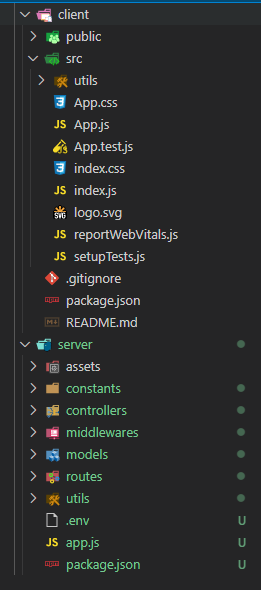 client
public
src
utils
App.css
JS App.js
App.test.js
index.css
JS index.js
SVG logo.svg
JS reportWebVitals.js
JS setupTests.js
.gitignore
package.json
README.md
server
assets
constants
controllers
middlewares
models
routes
utils
.env U
JS app.js U
package.json U